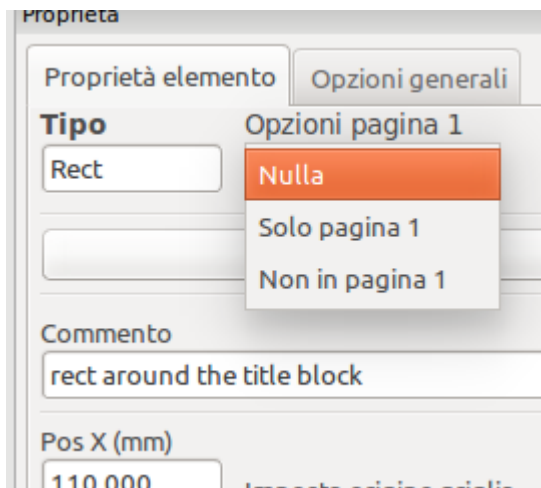 Proprietà
Proprietà elemento
Opzioni generali
Tipo
Opzioni pagina 1
Rect
Nulla
Solo pagina 1
Non in pagina 1
Commento
rect around the title block
Pos X (mm)
110,000